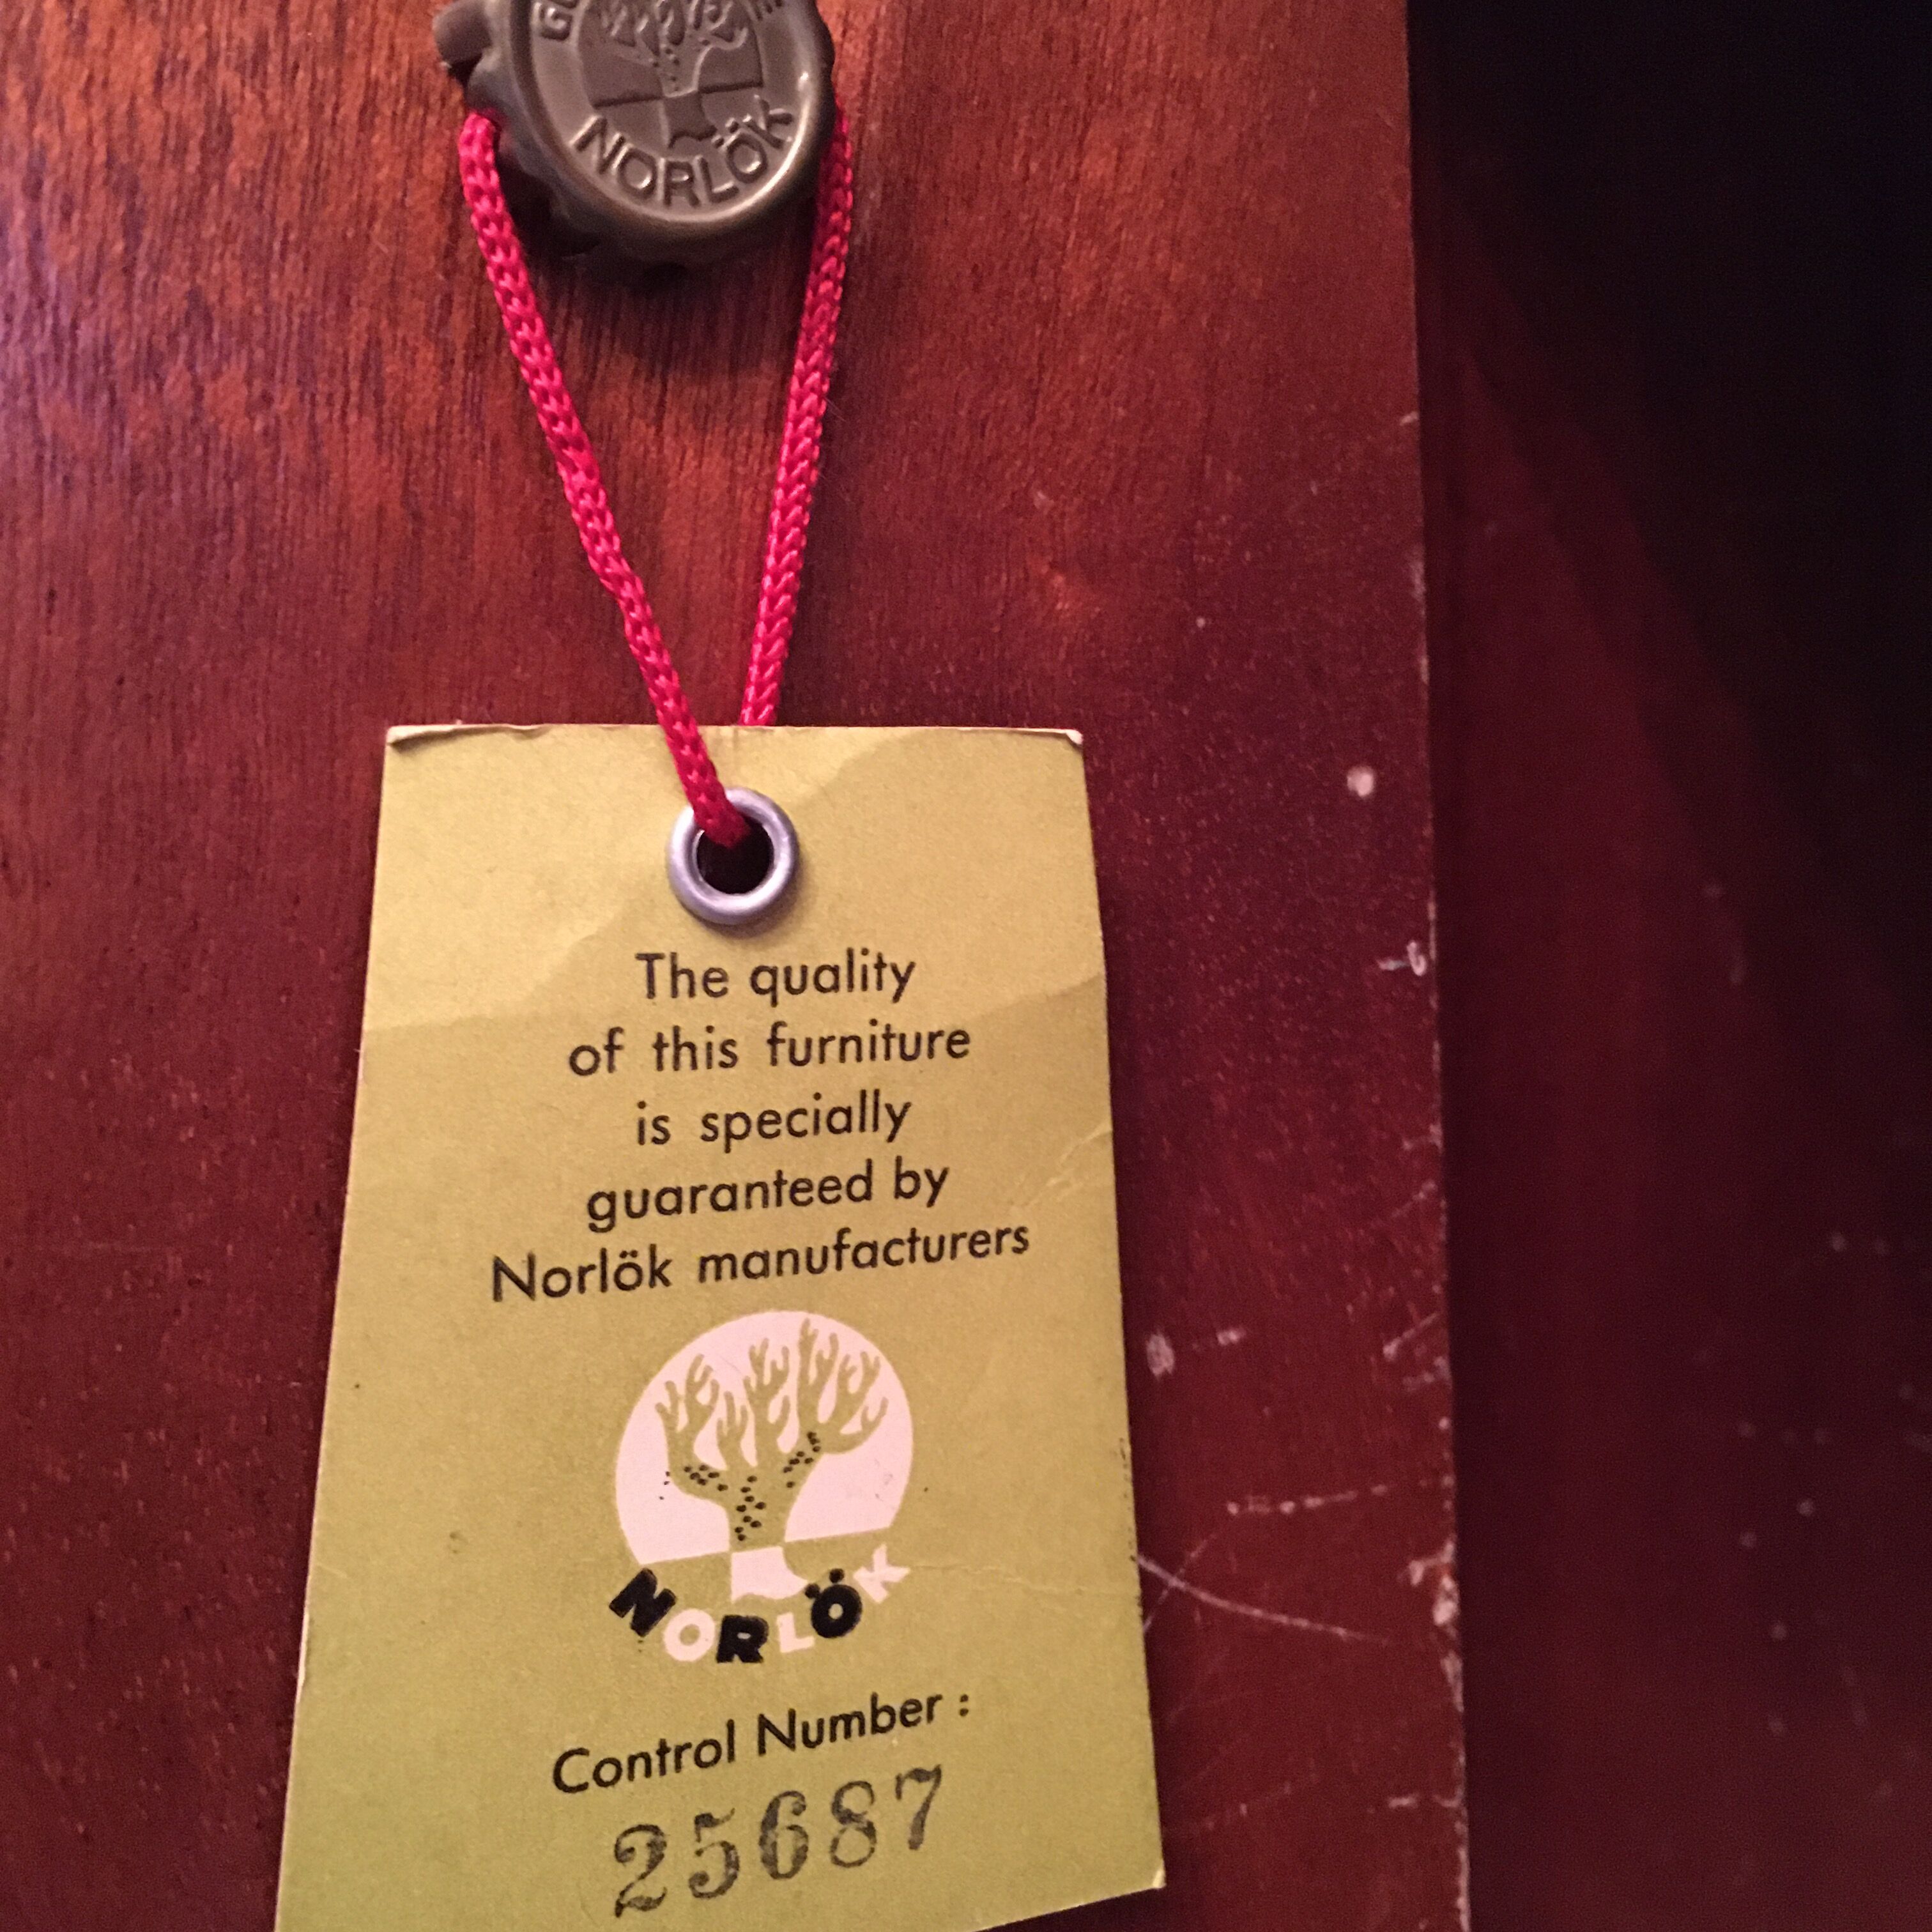 NORLÖK
The quality
of this furniture
is specially
guaranteed by
Norlök manufacturers
NORLÖK
Control Number :
25687